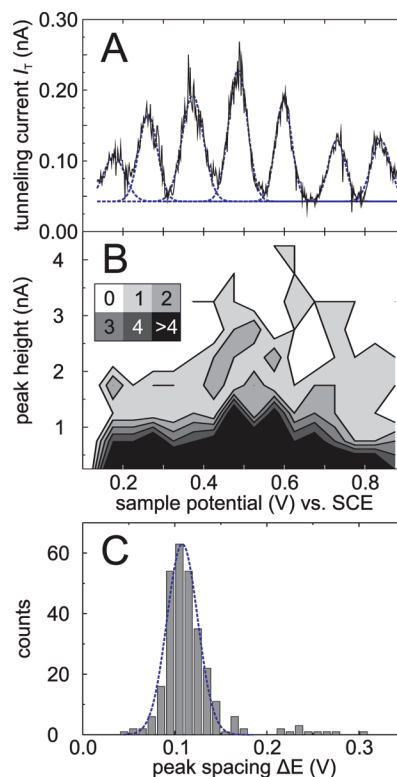 A
tunneling current I_T (nA)
0.30
0.20
0.10
0.00
B
0 1 2
3 4 >4
peak height (nA)
4
3
2
1
0.2 0.4 0.6 0.8
sample potential (V) vs. SCE
C
counts
60
40
20
0
0.0 0.1 0.2 0.3
peak spacing ΔE (V)